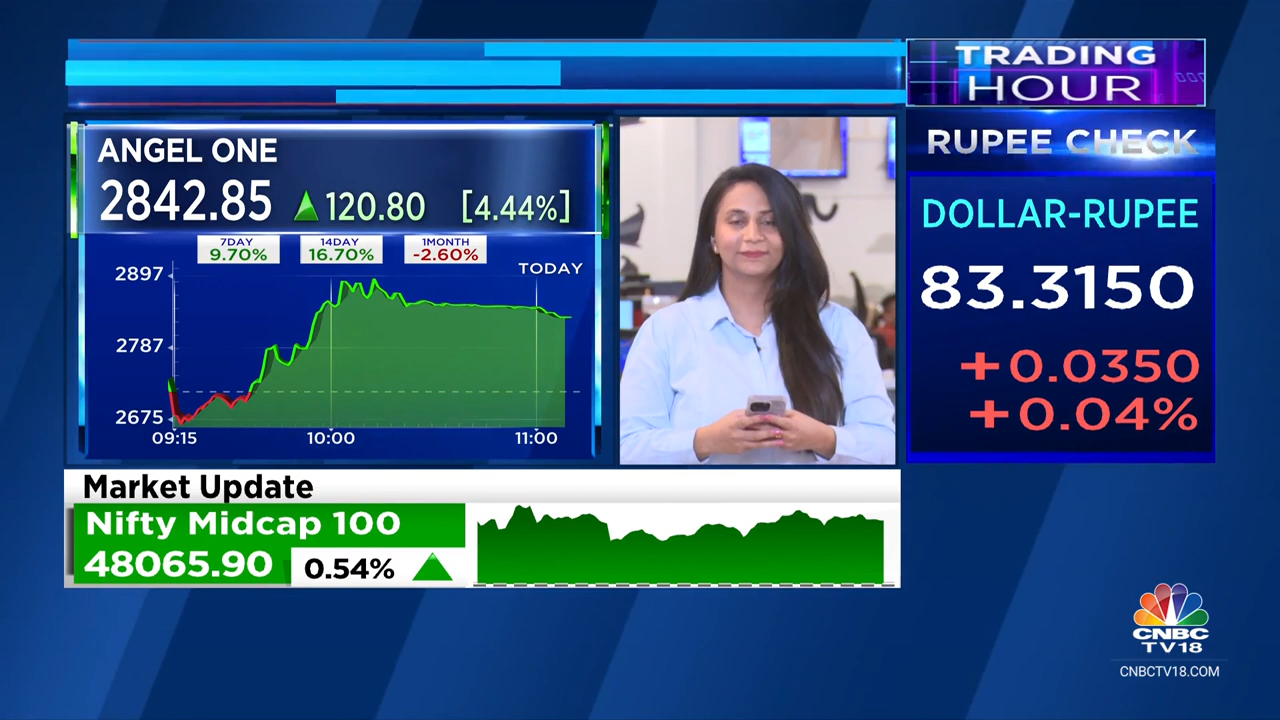 TRADING
HOUR
ANGEL ONE
2842.85 ▲ 120.80 [4.44%]
7DAY
9.70%
14DAY
16.70%
1MONTH
-2.60%
TODAY
2897
2787
2675
09:15
10:00
11:00
RUPEE CHECK
DOLLAR-RUPEE
83.3150
+0.0350
+0.04%
Market Update
Nifty Midcap 100
48065.90 0.54% ▲
CNBC
TV18
CNBCTV18.COM